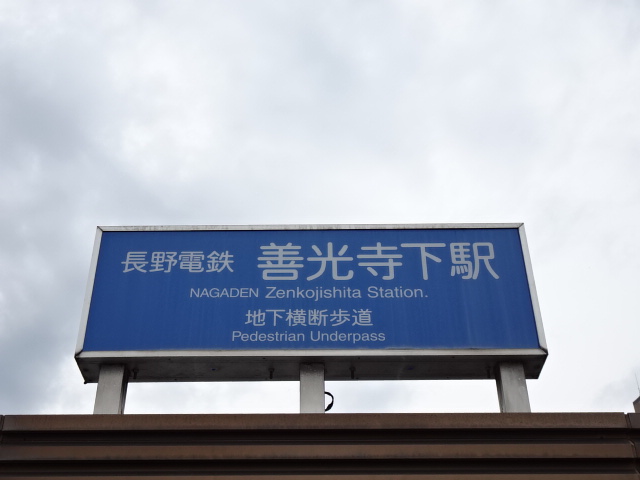 長野電鉄 善光寺下駅
NAGADEN Zenkojishita Station.
地下横断歩道
Pedestrian Underpass